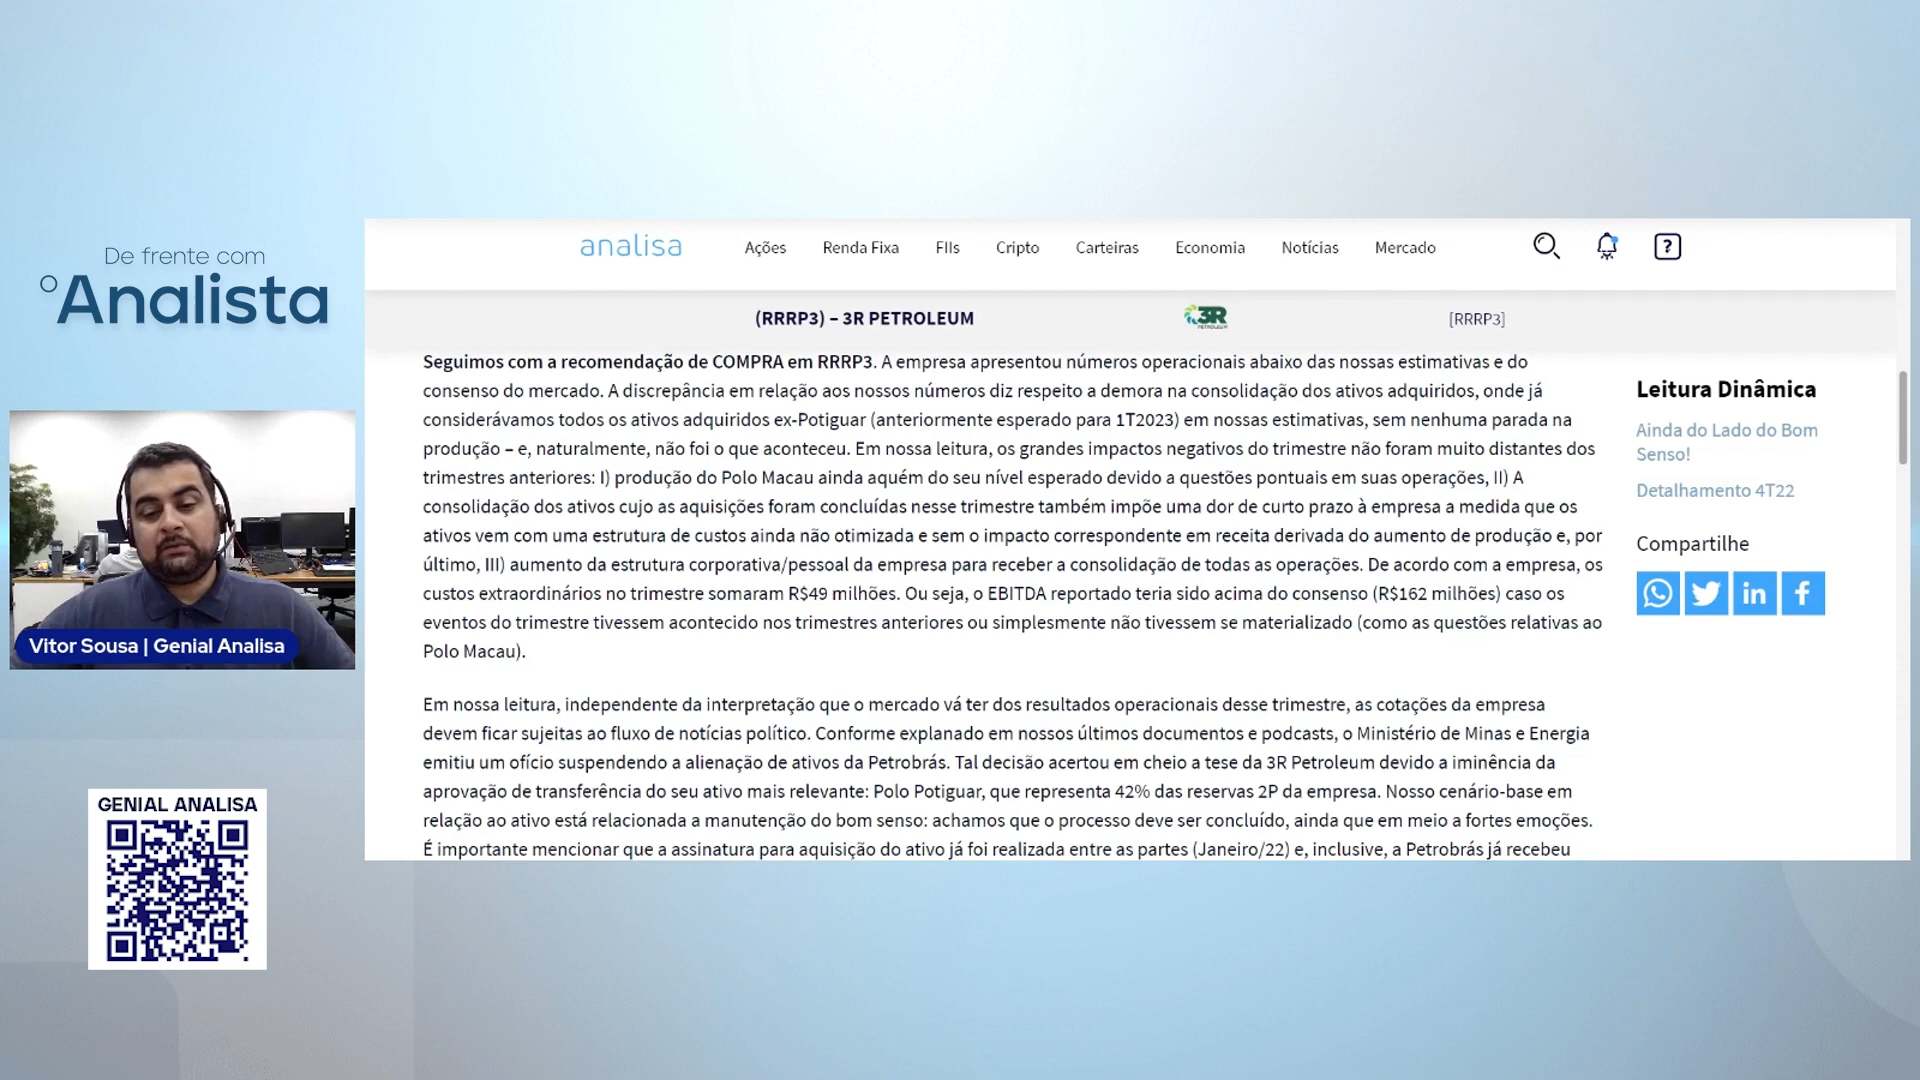 De frente com
o Analista
Vitor Sousa | Genial Analisa
GENIAL ANALISA
analisa
Ações
Renda Fixa
FIIs
Cripto
Carteiras
Economia
Notícias
Mercado
?
(RRRP3) – 3R PETROLEUM
3R
PETROLEUM
[RRRP3]
Seguimos com a recomendação de COMPRA em RRRP3. A empresa apresentou números operacionais abaixo das nossas estimativas e do
consenso do mercado. A discrepância em relação aos nossos números diz respeito a demora na consolidação dos ativos adquiridos, onde já
considerávamos todos os ativos adquiridos ex-Potiguar (anteriormente esperado para 1T2023) em nossas estimativas, sem nenhuma parada na
produção – e, naturalmente, não foi o que aconteceu. Em nossa leitura, os grandes impactos negativos do trimestre não foram muito distantes dos
trimestres anteriores: I) produção do Polo Macau ainda aquém do seu nível esperado devido a questões pontuais em suas operações, II) A
consolidação dos ativos cujo as aquisições foram concluídas nesse trimestre também impõe uma dor de curto prazo à empresa a medida que os
ativos vem com uma estrutura de custos ainda não otimizada e sem o impacto correspondente em receita derivada do aumento de produção e, por
último, III) aumento da estrutura corporativa/pessoal da empresa para receber a consolidação de todas as operações. De acordo com a empresa, os
custos extraordinários no trimestre somaram R$49 milhões. Ou seja, o EBITDA reportado teria sido acima do consenso (R$162 milhões) caso os
eventos do trimestre tivessem acontecido nos trimestres anteriores ou simplesmente não tivessem se materializado (como as questões relativas ao
Polo Macau).
Em nossa leitura, independente da interpretação que o mercado vá ter dos resultados operacionais desse trimestre, as cotações da empresa
devem ficar sujeitas ao fluxo de notícias político. Conforme explanado em nossos últimos documentos e podcasts, o Ministério de Minas e Energia
emitiu um ofício suspendendo a alienação de ativos da Petrobrás. Tal decisão acertou em cheio a tese da 3R Petroleum devido a iminência da
aprovação de transferência do seu ativo mais relevante: Polo Potiguar, que representa 42% das reservas 2P da empresa. Nosso cenário-base em
relação ao ativo está relacionada a manutenção do bom senso: achamos que o processo deve ser concluído, ainda que em meio a fortes emoções.
É importante mencionar que a assinatura para aquisição do ativo já foi realizada entre as partes (Janeiro/22) e, inclusive, a Petrobrás já recebeu
Leitura Dinâmica
Ainda do Lado do Bom
Senso!
Detalhamento 4T22
Compartilhe